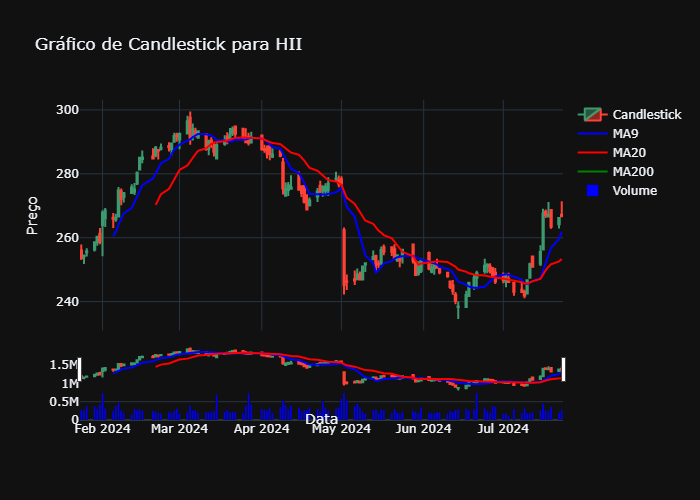 Gráfico de Candlestick para HII
Candlestick
MA9
MA20
MA200
Volume
300
280
260
240
Preço
1.5M
1M
0.5M
0
Data
Feb 2024
Mar 2024
Apr 2024
May 2024
Jun 2024
Jul 2024